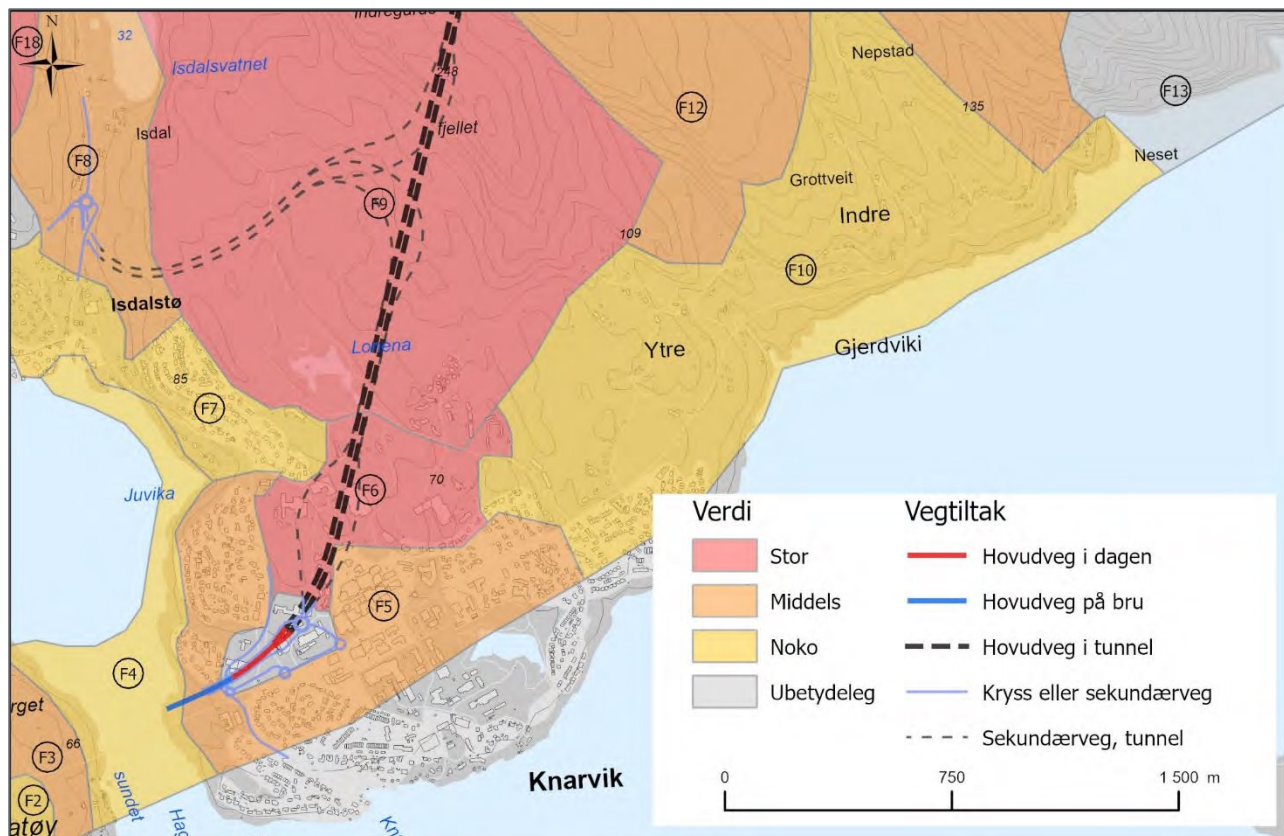 Indregards
N
F18
32
Isdalsvatnet
248
Nepstad
F12
F13
135
fjellet
Isdal
F8
Neset
Grottveit
F9
Indre
109
F10
Isdalstø
Ytre
Gjerdviki
Lonena
85
F7
Juvika
F6
70
F5
F4
F3
66
F2
sundet
Knarvik
Verdi
Stor
Middels
Noko
Ubetydeleg
Vegtiltak
Hovudveg i dagen
Hovudveg på bru
Hovudveg i tunnel
Kryss eller sekundærveg
Sekundærveg, tunnel
0 750 1 500 m